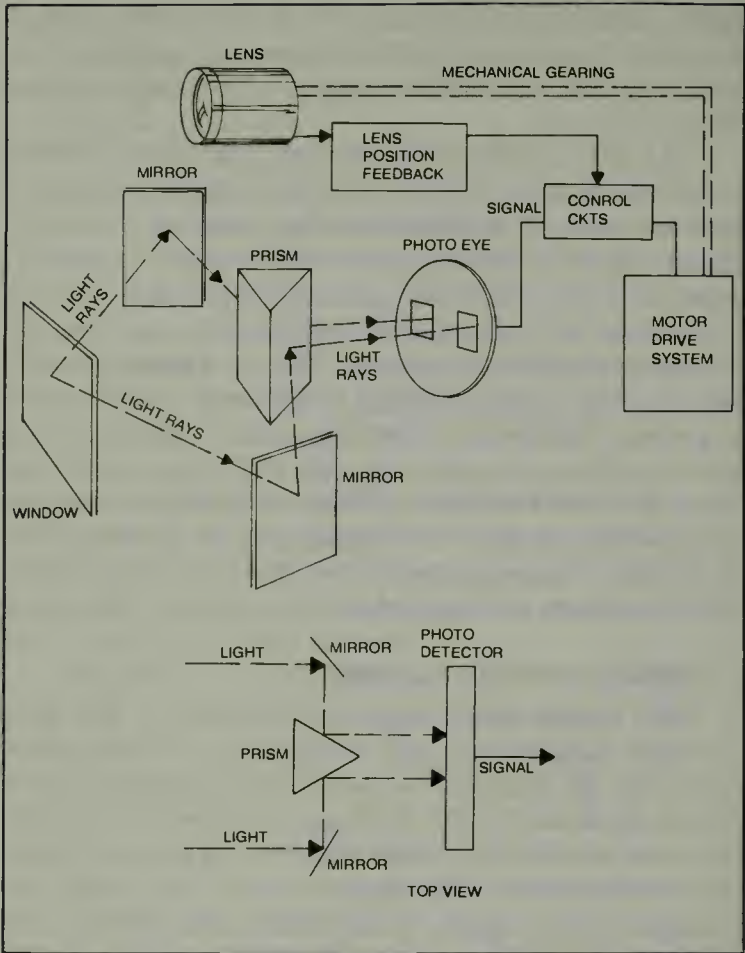 LENS
MECHANICAL GEARING
LENS
POSITION
FEEDBACK
MIRROR
SIGNAL
CONROL
CKTS
PHOTO EYE
PRISM
LIGHT
RAYS
MOTOR
DRIVE
SYSTEM
LIGHT
RAYS
LIGHT RAYS
MIRROR
WINDOW
PHOTO
DETECTOR
LIGHT
MIRROR
PRISM
SIGNAL
LIGHT
MIRROR
TOP VIEW